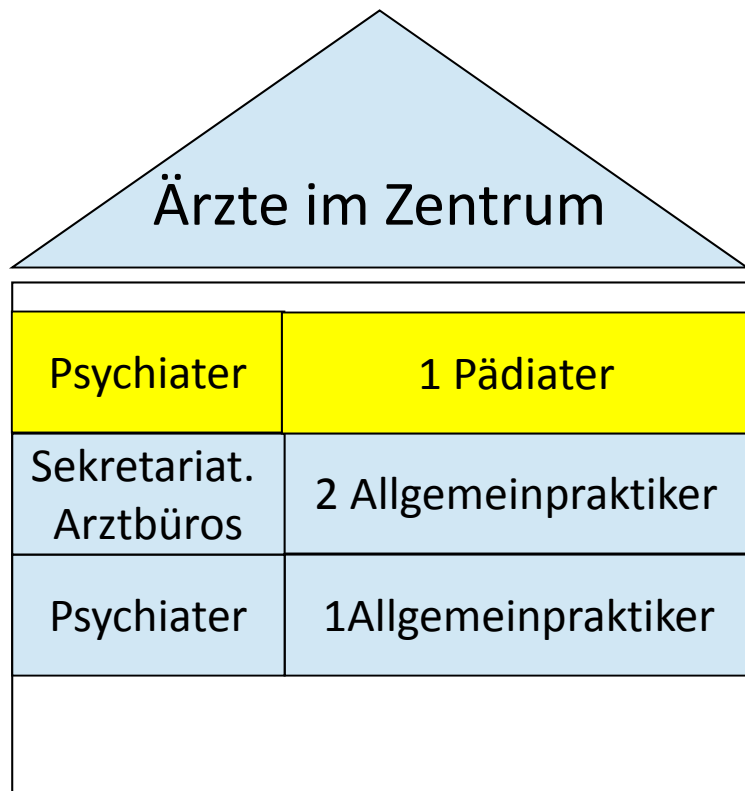 Ärzte im Zentrum
Psychiater
1 Pädiater
Sekretariat.
Arztbüros
2 Allgemeinpraktiker
Psychiater
1Allgemeinpraktiker